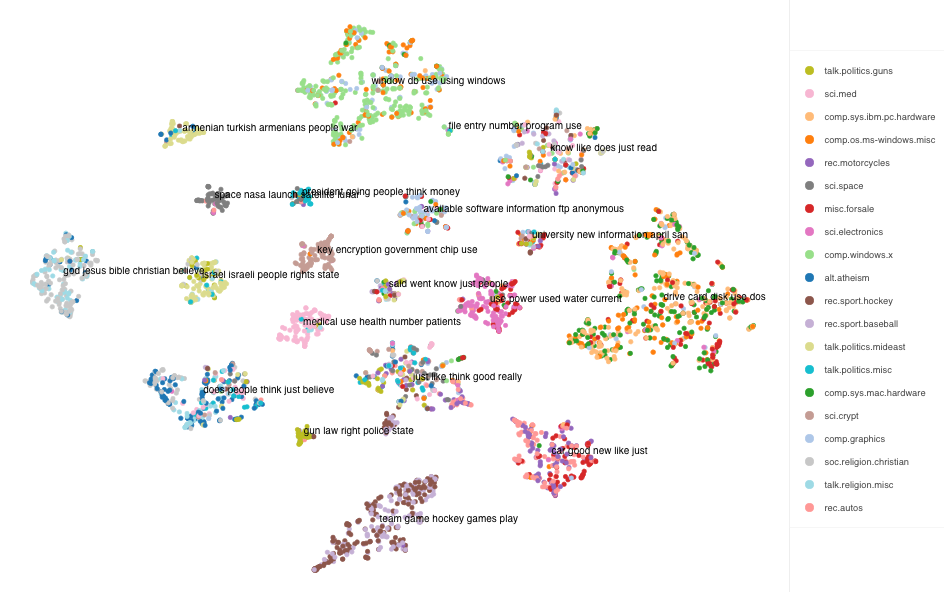 window db use using windows
armenian turkish armenians people war
file entry number program use
know like does just read
president going people think money
space nasa launch satellite lunar
available software information ftp anonymous
university new information april san
key encryption government chip use
god jesus bible christian believe
israel israeli people rights state
said went know just people
use power used water current
drive card disk use dos
medical use health number patients
just like think good really
does people think just believe
gun law right police state
car good new like just
team game hockey games play
talk.politics.guns
sci.med
comp.sys.ibm.pc.hardware
comp.os.ms-windows.misc
rec.motorcycles
sci.space
misc.forsale
sci.electronics
comp.windows.x
alt.atheism
rec.sport.hockey
rec.sport.baseball
talk.politics.mideast
talk.politics.misc
comp.sys.mac.hardware
sci.crypt
comp.graphics
soc.religion.christian
talk.religion.misc
rec.autos